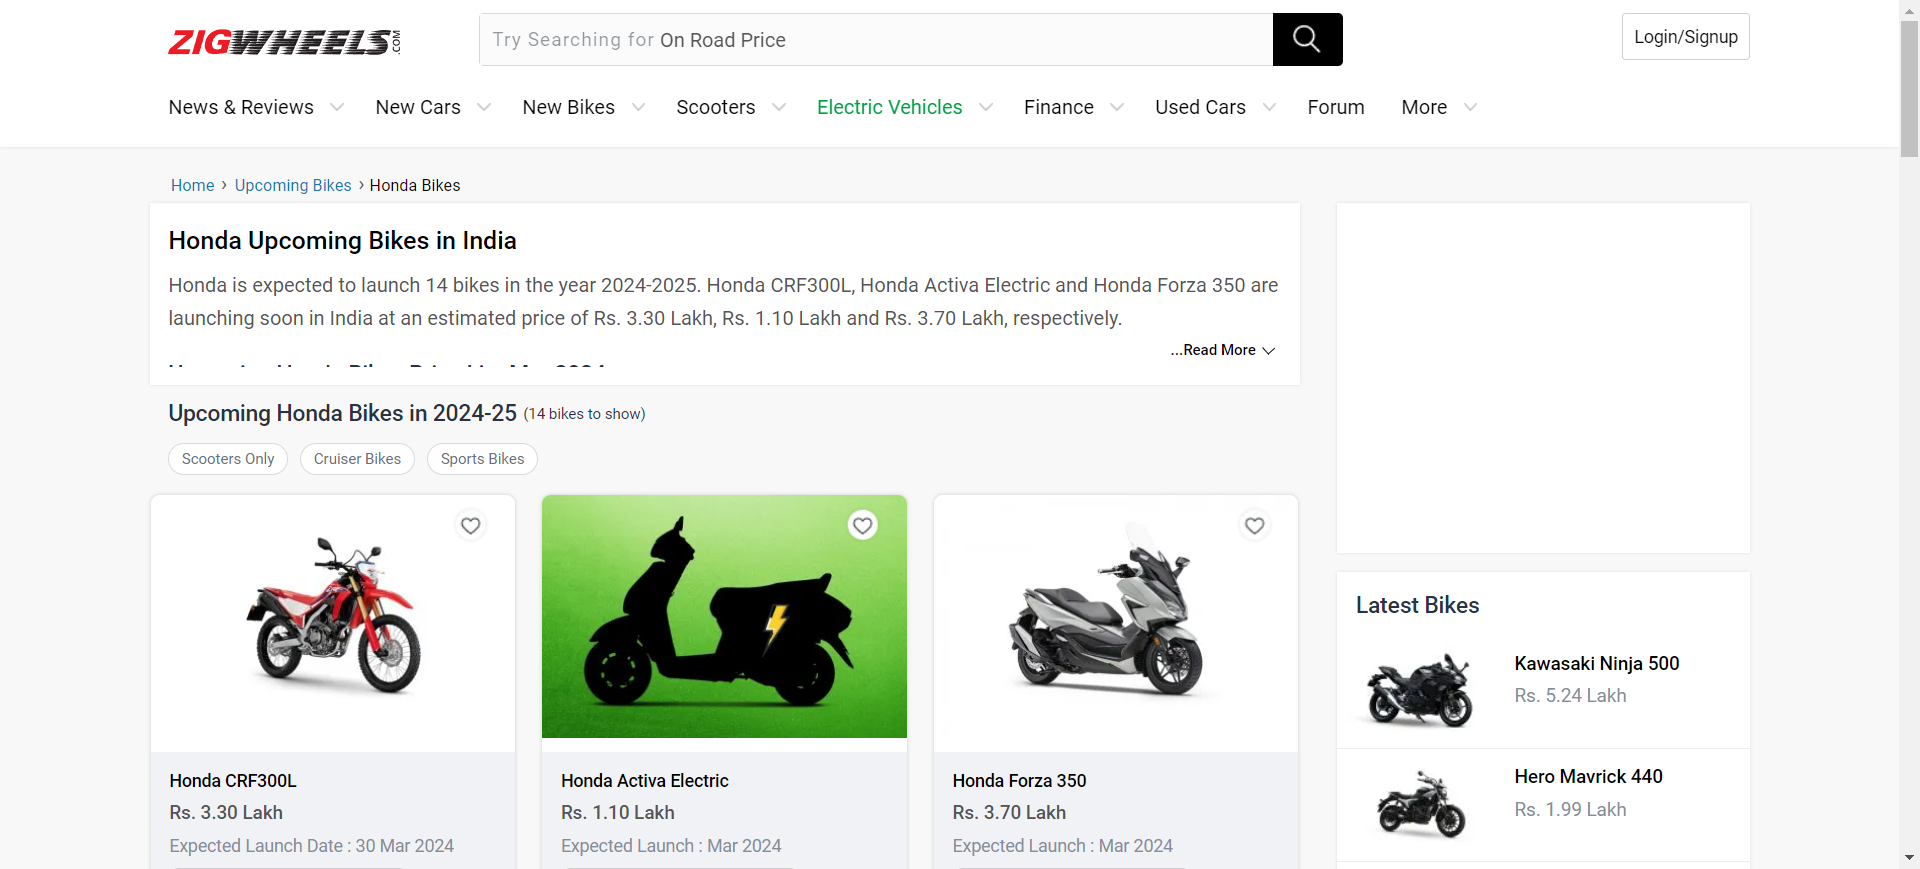 ZIGWHEELS.COM
Try Searching for On Road Price
Login/Signup
News & Reviews New Cars New Bikes Scooters Electric Vehicles Finance Used Cars Forum More
Home › Upcoming Bikes › Honda Bikes
Honda Upcoming Bikes in India
Honda is expected to launch 14 bikes in the year 2024-2025. Honda CRF300L, Honda Activa Electric and Honda Forza 350 are
launching soon in India at an estimated price of Rs. 3.30 Lakh, Rs. 1.10 Lakh and Rs. 3.70 Lakh, respectively.
...Read More
Upcoming Honda Bikes in 2024-25 (14 bikes to show)
Scooters Only Cruiser Bikes Sports Bikes
Honda CRF300L
Rs. 3.30 Lakh
Expected Launch Date : 30 Mar 2024
Honda Activa Electric
Rs. 1.10 Lakh
Expected Launch : Mar 2024
Honda Forza 350
Rs. 3.70 Lakh
Expected Launch : Mar 2024
Latest Bikes
Kawasaki Ninja 500
Rs. 5.24 Lakh
Hero Mavrick 440
Rs. 1.99 Lakh